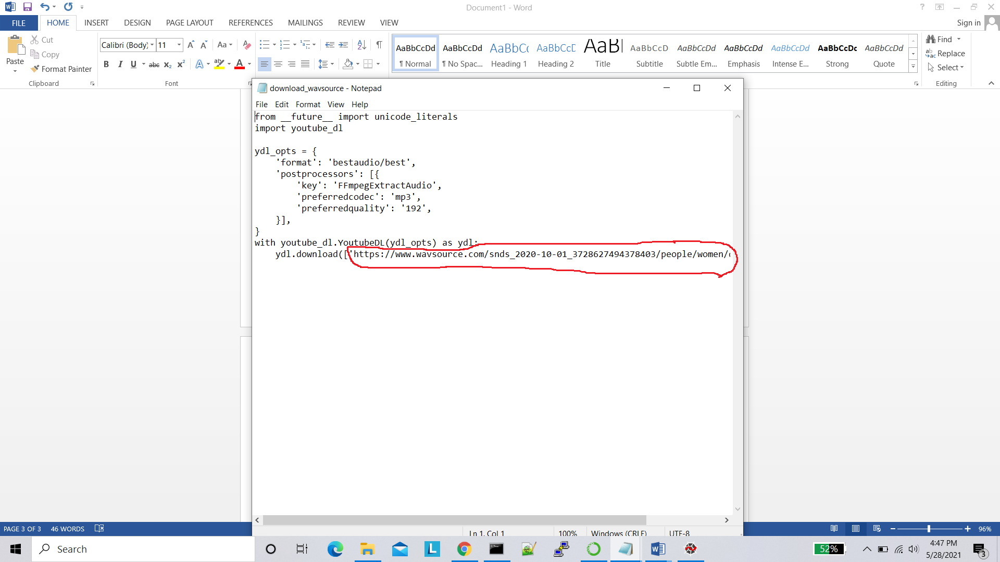 Document1 - Word
?
FILE
HOME
INSERT
DESIGN
PAGE LAYOUT
REFERENCES
MAILINGS
REVIEW
VIEW
Sign in
Paste
Cut
Copy
Format Painter
Clipboard
Calibri (Body)
11
Aa
B I U abc x₂ x² A ab A
Font
AaBbCcDd
¶ Normal
AaBbCcDd
¶ No Spac...
AaBbCc
Heading 1
AaBbCcD
Heading 2
AaBl
Title
AaBbCcD
Subtitle
AaBbCcDd
Subtle Em...
AaBbCcDd
Emphasis
AaBbCcDd
Intense E...
AaBbCcDc
Strong
AaBbCcDd
Quote
Find
Replace
Select
Editing
download_wavsource - Notepad
File Edit Format View Help
from __future__ import unicode_literals
import youtube_dl
ydl_opts = {
'format': 'bestaudio/best',
'postprocessors': [{
'key': 'FFmpegExtractAudio',
'preferredcodec': 'mp3',
'preferredquality': '192',
}],
}
with youtube_dl.YoutubeDL(ydl_opts) as ydl:
ydl.download(['https://www.wavsource.com/snds_2020-10-01_3728627494378403/people/women/
Ln 1, Col 1
100%
Windows (CRLF)
UTF-8
PAGE 3 OF 3
46 WORDS
96%
Search
52%
4:47 PM
5/28/2021
3